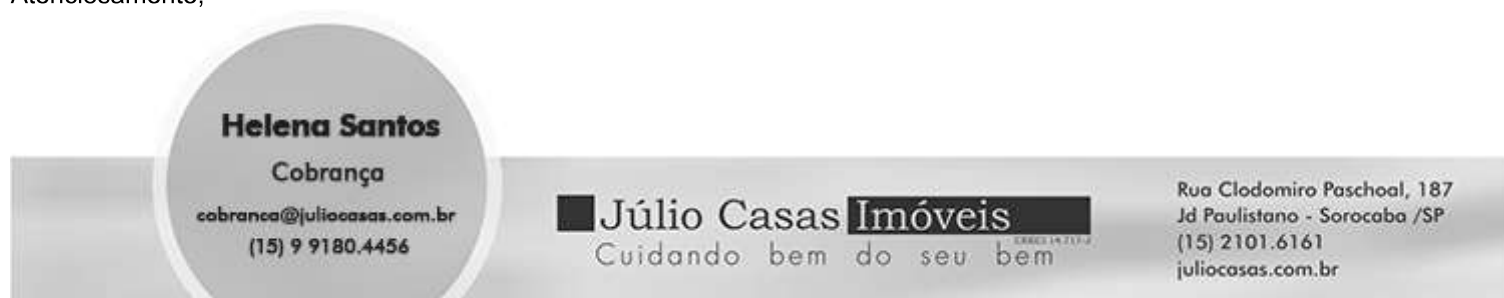 Atenciosamente,
Helena Santos
Cobrança
cobranca@juliocasas.com.br
(15) 9 9180.4456
Júlio Casas Imóveis
Cuidando bem do seu bem
Rua Clodomiro Paschoal, 187
Jd Paulistano - Sorocaba /SP
(15) 2101.6161
juliocasas.com.br